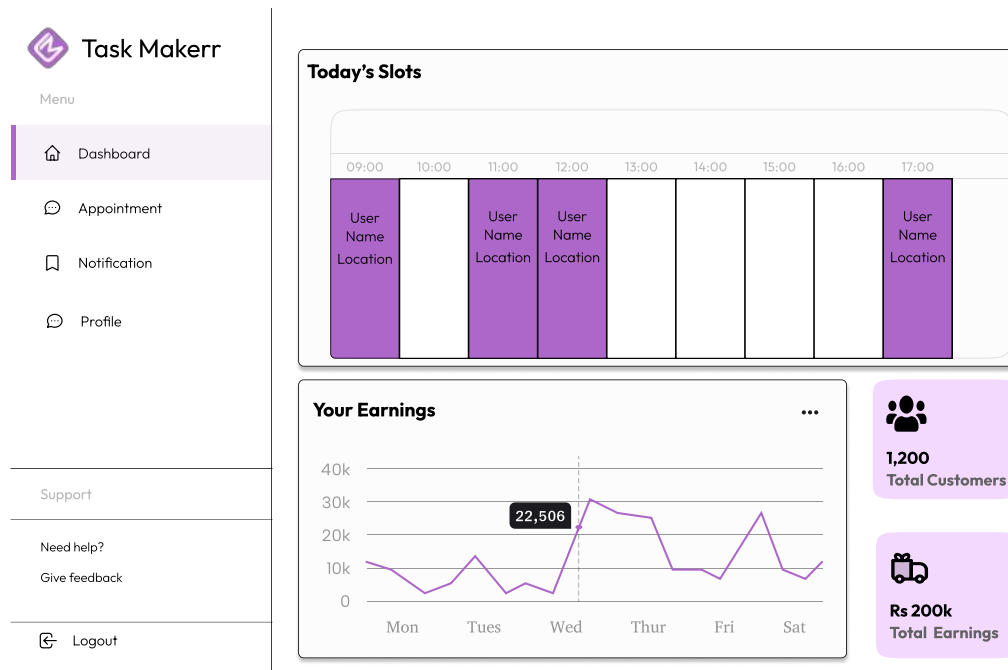 Task Makerr
Menu
Dashboard
Appointment
Notification
Profile
Support
Need help?
Give feedback
Logout
Today’s Slots
09:00 10:00 11:00 12:00 13:00 14:00 15:00 16:00 17:00
User
Name
Location
User
Name
Location
User
Name
Location
User
Name
Location
Your Earnings
40k
30k
20k
10k
0
22,506
Mon Tues Wed Thur Fri Sat
1,200
Total Customers
Rs 200k
Total Earnings